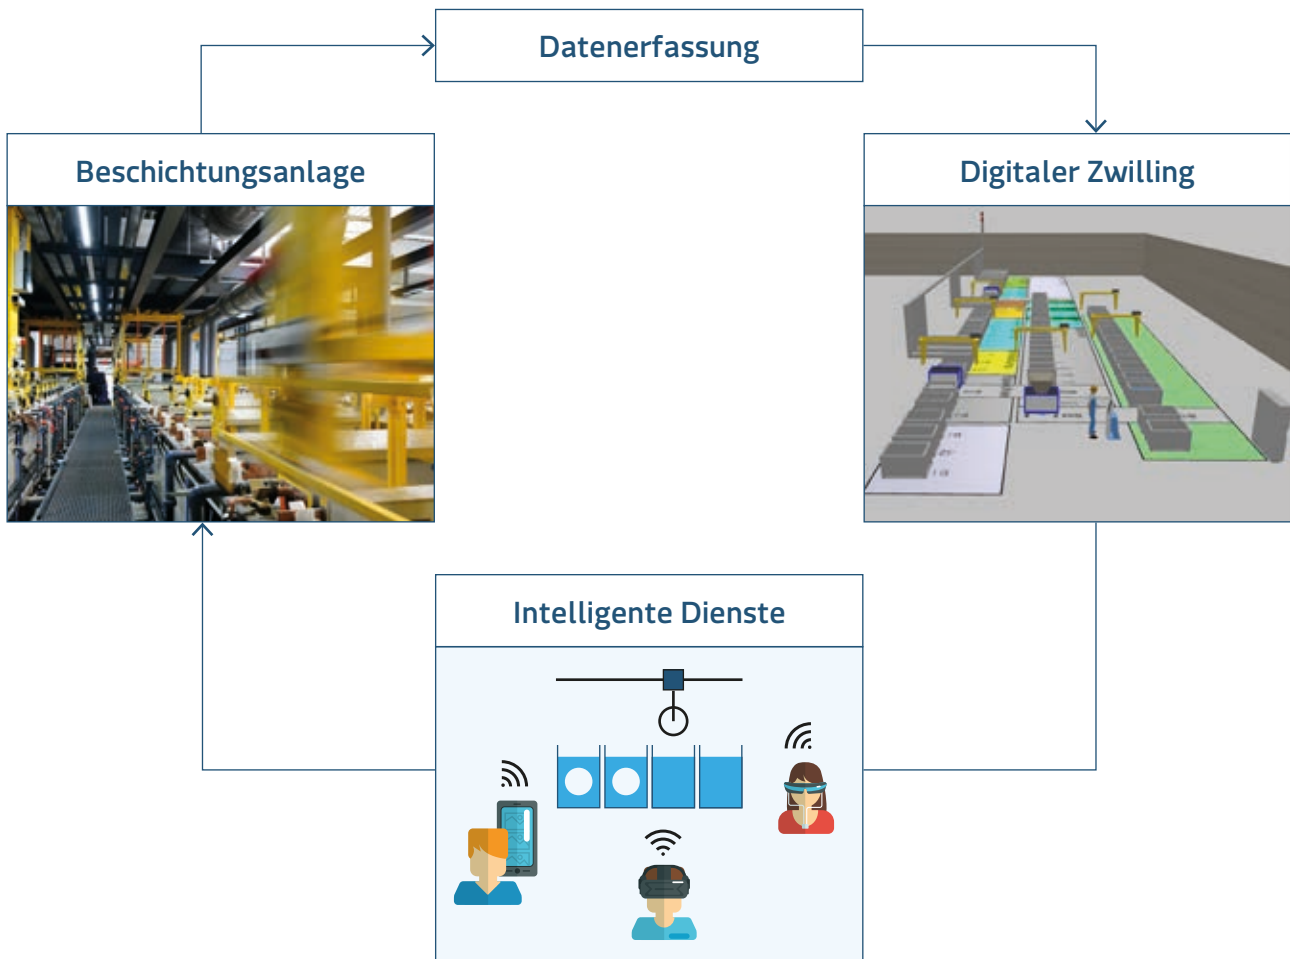 Datenerfassung
Beschichtungsanlage
Digitaler Zwilling
Intelligente Dienste